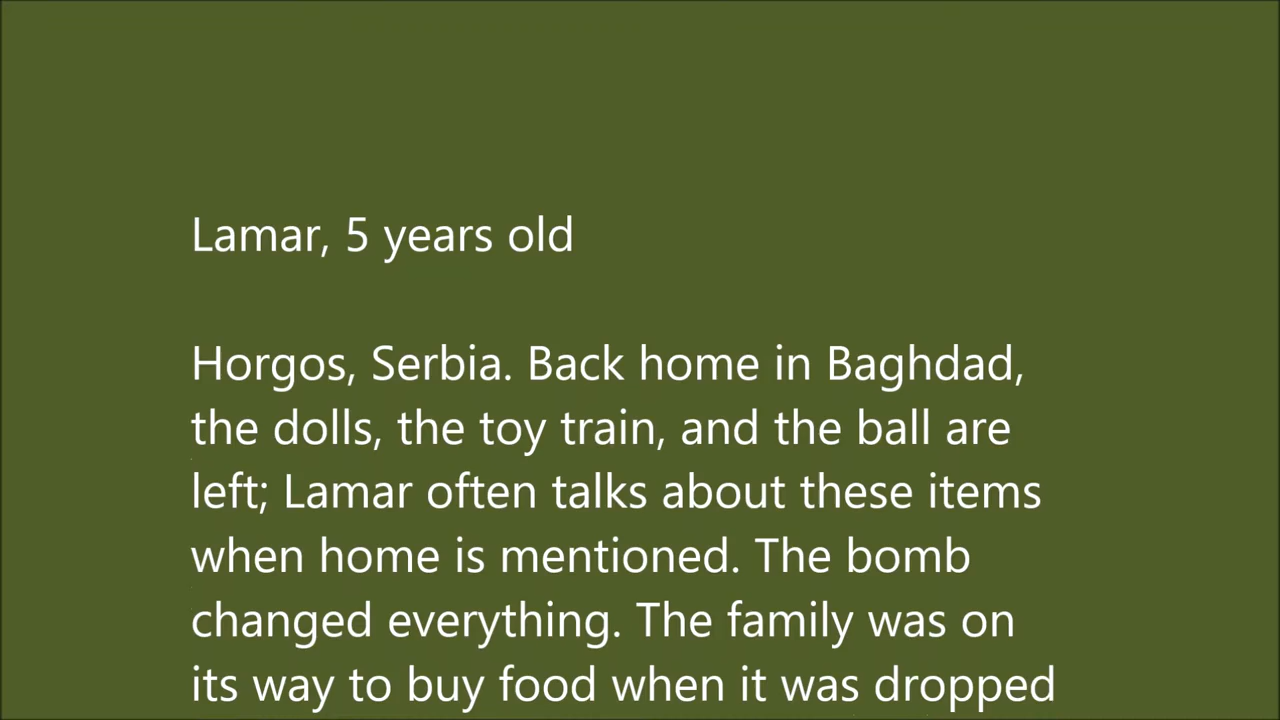 Lamar, 5 years old
Horgos, Serbia. Back home in Baghdad,
the dolls, the toy train, and the ball are
left; Lamar often talks about these items
when home is mentioned. The bomb
changed everything. The family was on
its way to buy food when it was dropped